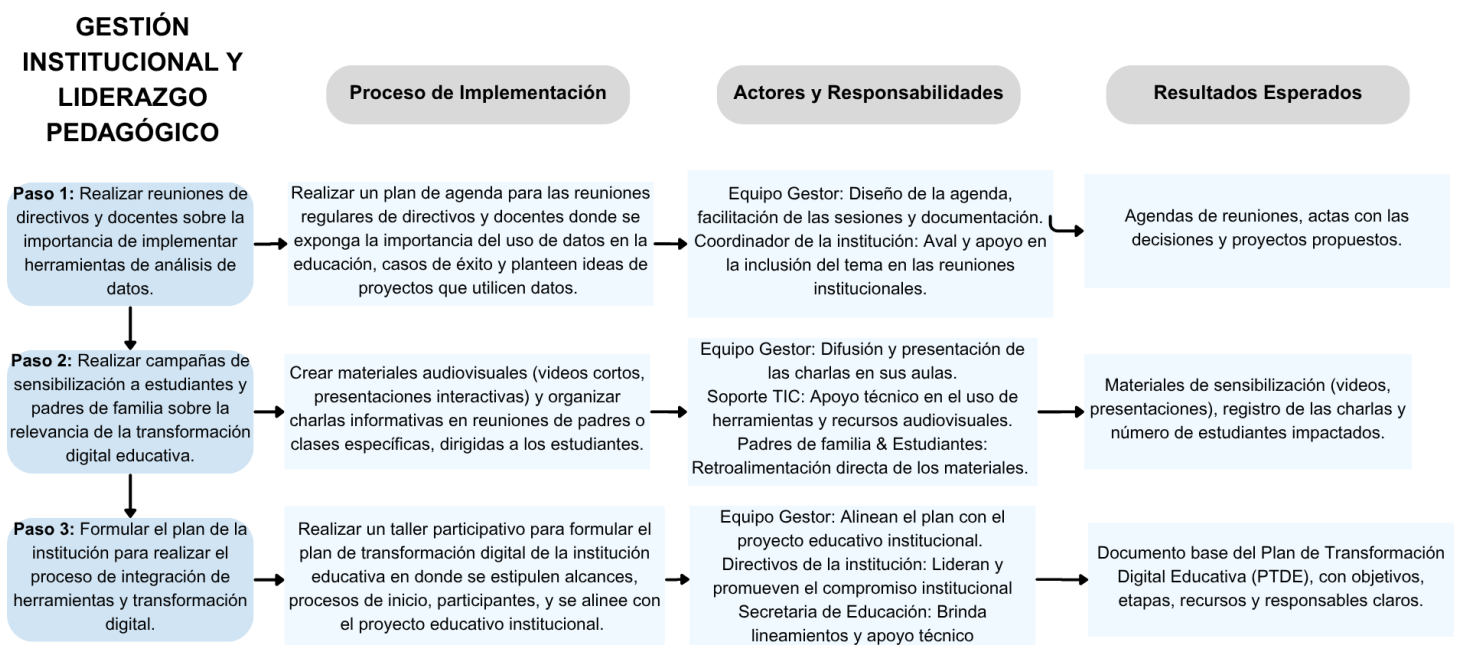 GESTIÓN
INSTITUCIONAL Y
LIDERAZGO
PEDAGÓGICO
Proceso de Implementación
Actores y Responsabilidades
Resultados Esperados
Paso 1: Realizar reuniones de
directivos y docentes sobre la
importancia de implementar
herramientas de análisis de
datos.
Realizar un plan de agenda para las reuniones
regulares de directivos y docentes donde se
exponga la importancia del uso de datos en la
educación, casos de éxito y planteen ideas de
proyectos que utilicen datos.
Equipo Gestor: Diseño de la agenda,
facilitación de las sesiones y documentación.
Coordinador de la institución: Aval y apoyo en
la inclusión del tema en las reuniones
institucionales.
Agendas de reuniones, actas con las
decisiones y proyectos propuestos.
Paso 2: Realizar campañas de
sensibilización a estudiantes y
padres de familia sobre la
relevancia de la transformación
digital educativa.
Crear materiales audiovisuales (videos cortos,
presentaciones interactivas) y organizar
charlas informativas en reuniones de padres o
clases específicas, dirigidas a los estudiantes.
Equipo Gestor: Difusión y presentación de
las charlas en sus aulas.
Soporte TIC: Apoyo técnico en el uso de
herramientas y recursos audiovisuales.
Padres de familia & Estudiantes:
Retroalimentación directa de los materiales.
Materiales de sensibilización (videos,
presentaciones), registro de las charlas y
número de estudiantes impactados.
Paso 3: Formular el plan de la
institución para realizar el
proceso de integración de
herramientas y transformación
digital.
Realizar un taller participativo para formular el
plan de transformación digital de la institución
educativa en donde se estipulen alcances,
procesos de inicio, participantes, y se alinee con
el proyecto educativo institucional.
Equipo Gestor: Alinean el plan con el
proyecto educativo institucional.
Directivos de la institución: Lideran y
promueven el compromiso institucional
Secretaria de Educación: Brinda
lineamientos y apoyo técnico
Documento base del Plan de Transformación
Digital Educativa (PTDE), con objetivos,
etapas, recursos y responsables claros.